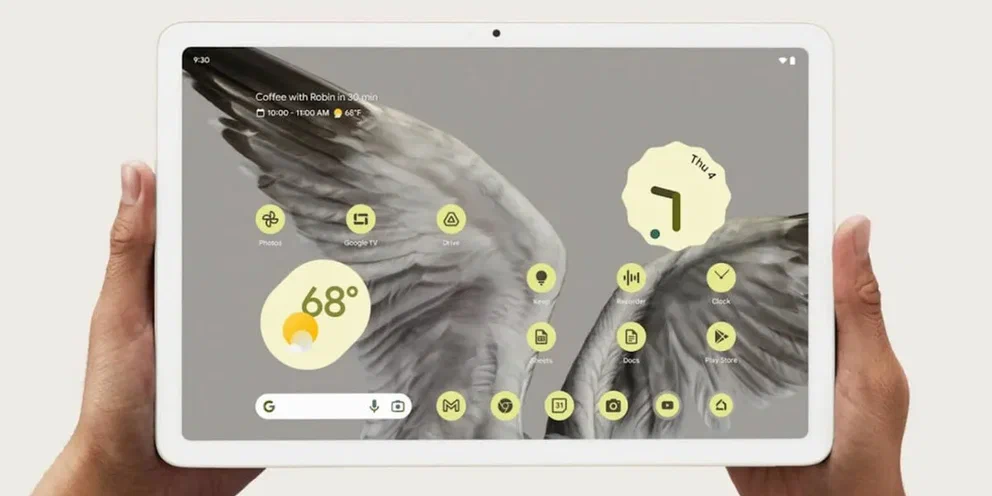 9:30
Coffee with Robin in 30 min
10:00 - 11:00 AM 68°F
Thu 4
Photos
Google TV
Drive
68°
Keep
Recorder
Clock
Sheets
Docs
Play Store
G
31